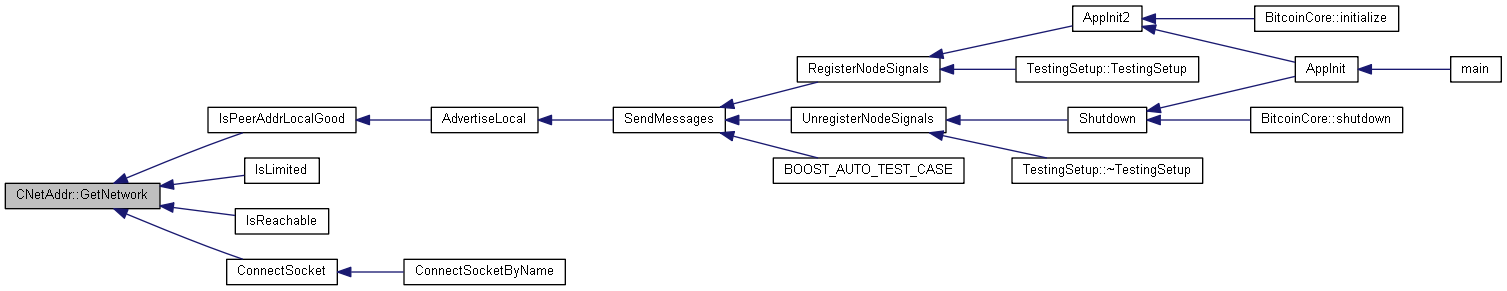 AppInit2
BitcoinCore::initialize
RegisterNodeSignals
TestingSetup::TestingSetup
AppInit
main
IsPeerAddrLocalGood
AdvertiseLocal
SendMessages
UnregisterNodeSignals
Shutdown
BitcoinCore::shutdown
IsLimited
BOOST_AUTO_TEST_CASE
TestingSetup::~TestingSetup
CNetAddr::GetNetwork
IsReachable
ConnectSocket
ConnectSocketByName